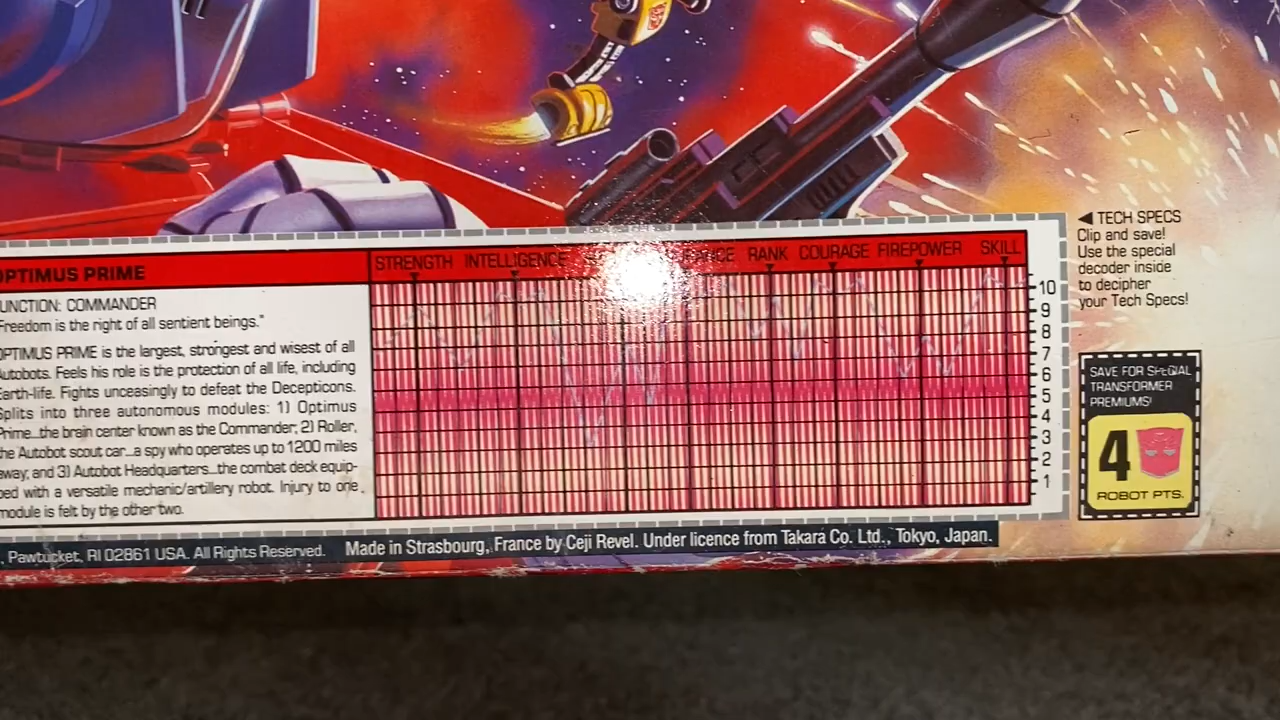 OPTIMUS PRIME
FUNCTION: COMMANDER
"Freedom is the right of all sentient beings."
OPTIMUS PRIME is the largest, strongest and wisest of all
Autobots. Feels his role is the protection of all life, including
Earth-life. Fights unceasingly to defeat the Decepticons.
Splits into three autonomous modules: 1) Optimus
Prime...the brain center known as the Commander; 2) Roller,
the Autobot scout car...a spy who operates up to 1200 miles
away; and 3) Autobot Headquarters...the combat deck equip-
ped with a versatile mechanic/artillery robot. Injury to one
module is felt by the other two.
STRENGTH INTELLIGENCE RANK COURAGE FIREPOWER SKILL
10
9
8
7
6
5
4
3
2
1
◀ TECH SPECS
Clip and save!
Use the special
decoder inside
to decipher
your Tech Specs!
SAVE FOR SPECIAL
TRANSFORMER
PREMIUMS!
4
ROBOT PTS.
, Pawtucket, RI 02861 USA. All Rights Reserved. Made in Strasbourg, France by Ceji Revel. Under licence from Takara Co. Ltd., Tokyo, Japan.